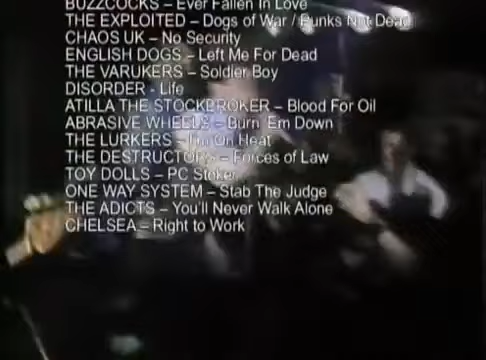 BUZZCOCKS – Ever Fallen In Love
THE EXPLOITED – Dogs of War / Punks Not Dead
CHAOS UK – No Security
ENGLISH DOGS – Left Me For Dead
THE VARUKERS – Soldier Boy
DISORDER - Life
ATILLA THE STOCKBROKER – Blood For Oil
ABRASIVE WHEELS – Burn 'Em Down
THE LURKERS – I'm On Heat
THE DESTRUCTORS – Forces of Law
TOY DOLLS – PC Stoker
ONE WAY SYSTEM – Stab The Judge
THE ADICTS – You'll Never Walk Alone
CHELSEA – Right to Work